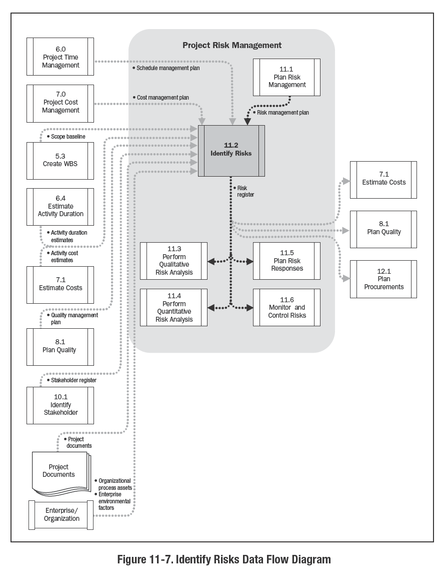 Project Risk Management
6.0
Project Time
Management
• Schedule management plan
11.1
Plan Risk
Management
7.0
Project Cost
Management
• Cost management plan
• Risk management plan
• Scope baseline
11.2
Identify Risks
5.3
Create WBS
• Risk
register
7.1
Estimate Costs
6.4
Estimate
Activity Duration
8.1
Plan Quality
• Activity duration
estimates
• Activity cost
estimates
11.3
Perform
Qualitative
Risk Analysis
11.5
Plan Risk
Responses
12.1
Plan
Procurements
7.1
Estimate Costs
11.4
Perform
Quantitative
Risk Analysis
11.6
Monitor and
Control Risks
• Quality management
plan
8.1
Plan Quality
• Stakeholder register
10.1
Identify
Stakeholder
• Project
documents
Project
Documents
• Organizational
process assets
• Enterprise
environmental
factors
Enterprise/
Organization
Figure 11-7. Identify Risks Data Flow Diagram